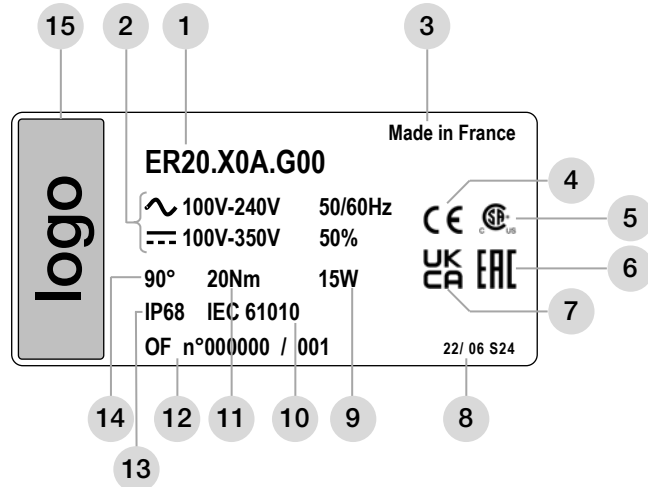 15 2 1 3
Made in France
ER20.X0A.G00
100V-240V 50/60Hz
100V-350V 50%
logo
4
CE
C SA US
5
UK
CA
EAC
6
7
90° 20Nm 15W
IP68 IEC 61010
OF n°000000 / 001
22/ 06 S24
14 12 11 10 9 8
13